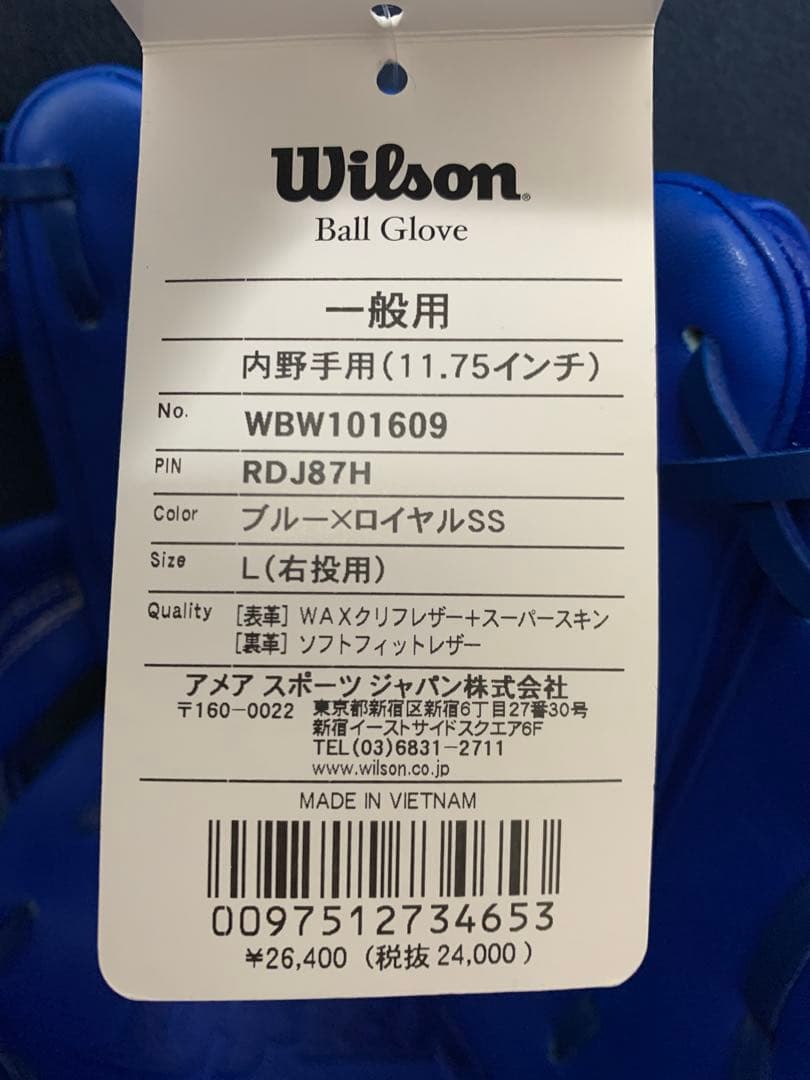 Wilson®
Ball Glove
一般用
内野手用(11.75インチ)
No. WBW101609
PIN RDJ87H
Color ブルー×ロイヤルSS
Size L(右投用)
Quality [表革] WAXクリフレザー+スーパースキン
[裏革] ソフトフィットレザー
アメア スポーツ ジャパン株式会社
〒160-0022 東京都新宿区新宿6丁目27番30号
新宿イーストサイドスクエア6F
TEL(03)6831-2711
www.wilson.co.jp
MADE IN VIETNAM
0097512734653
¥26,400 (税抜 24,000)